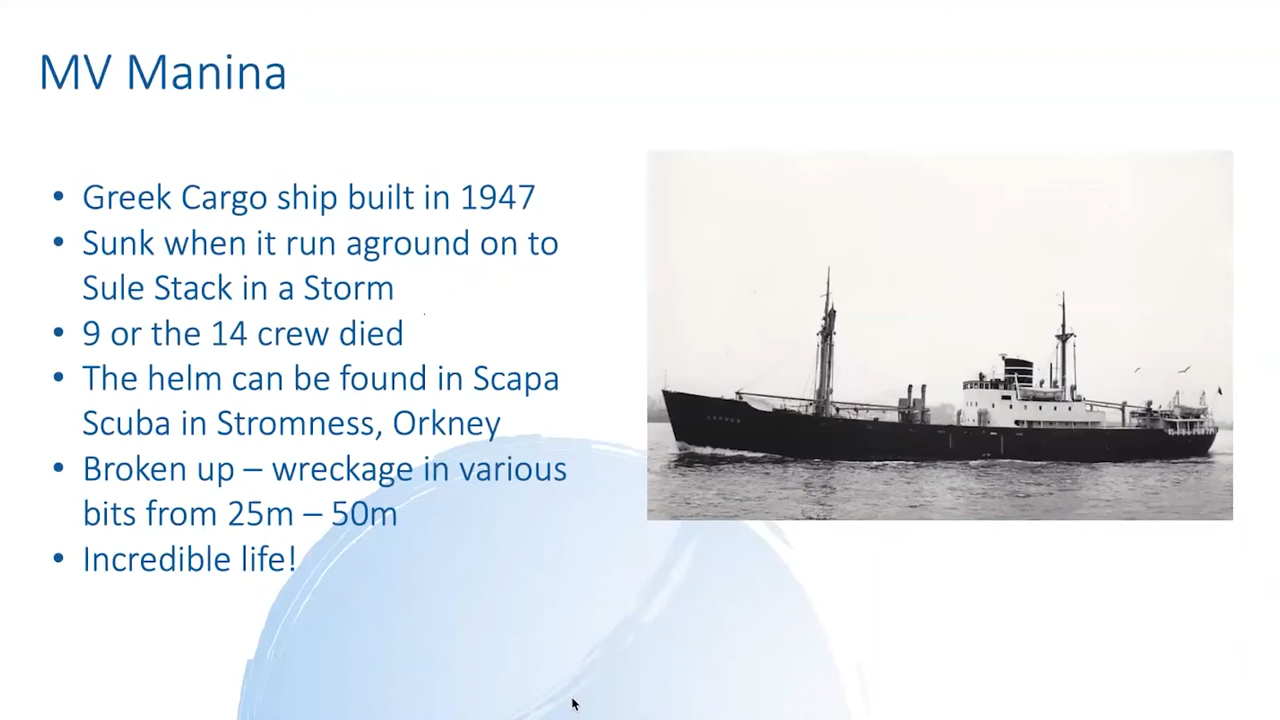 MV Manina
• Greek Cargo ship built in 1947
• Sunk when it run aground on to
Sule Stack in a Storm
• 9 or the 14 crew died
• The helm can be found in Scapa
Scuba in Stromness, Orkney
• Broken up – wreckage in various
bits from 25m – 50m
• Incredible life!